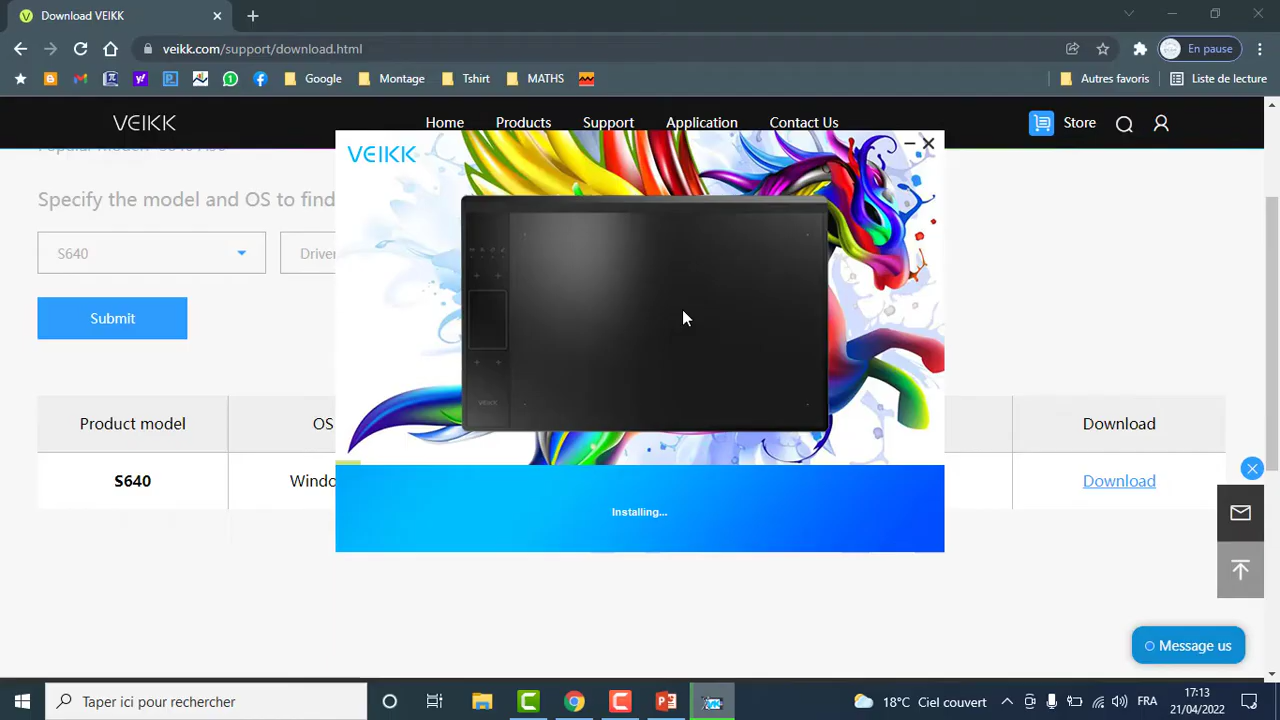 Download VEIKK
veikk.com/support/download.html
En pause
Google
Montage
Tshirt
MATHS
Autres favoris
Liste de lecture
VEIKK
Home
Products
Support
Application
Contact Us
Store
VEIKK
Specify the model and OS to find
S640
Driver
Submit
VEIKK
Product model
OS
Download
S640
Windo
Download
Installing...
Message us
Taper ici pour rechercher
18°C Ciel couvert
FRA
17:13
21/04/2022